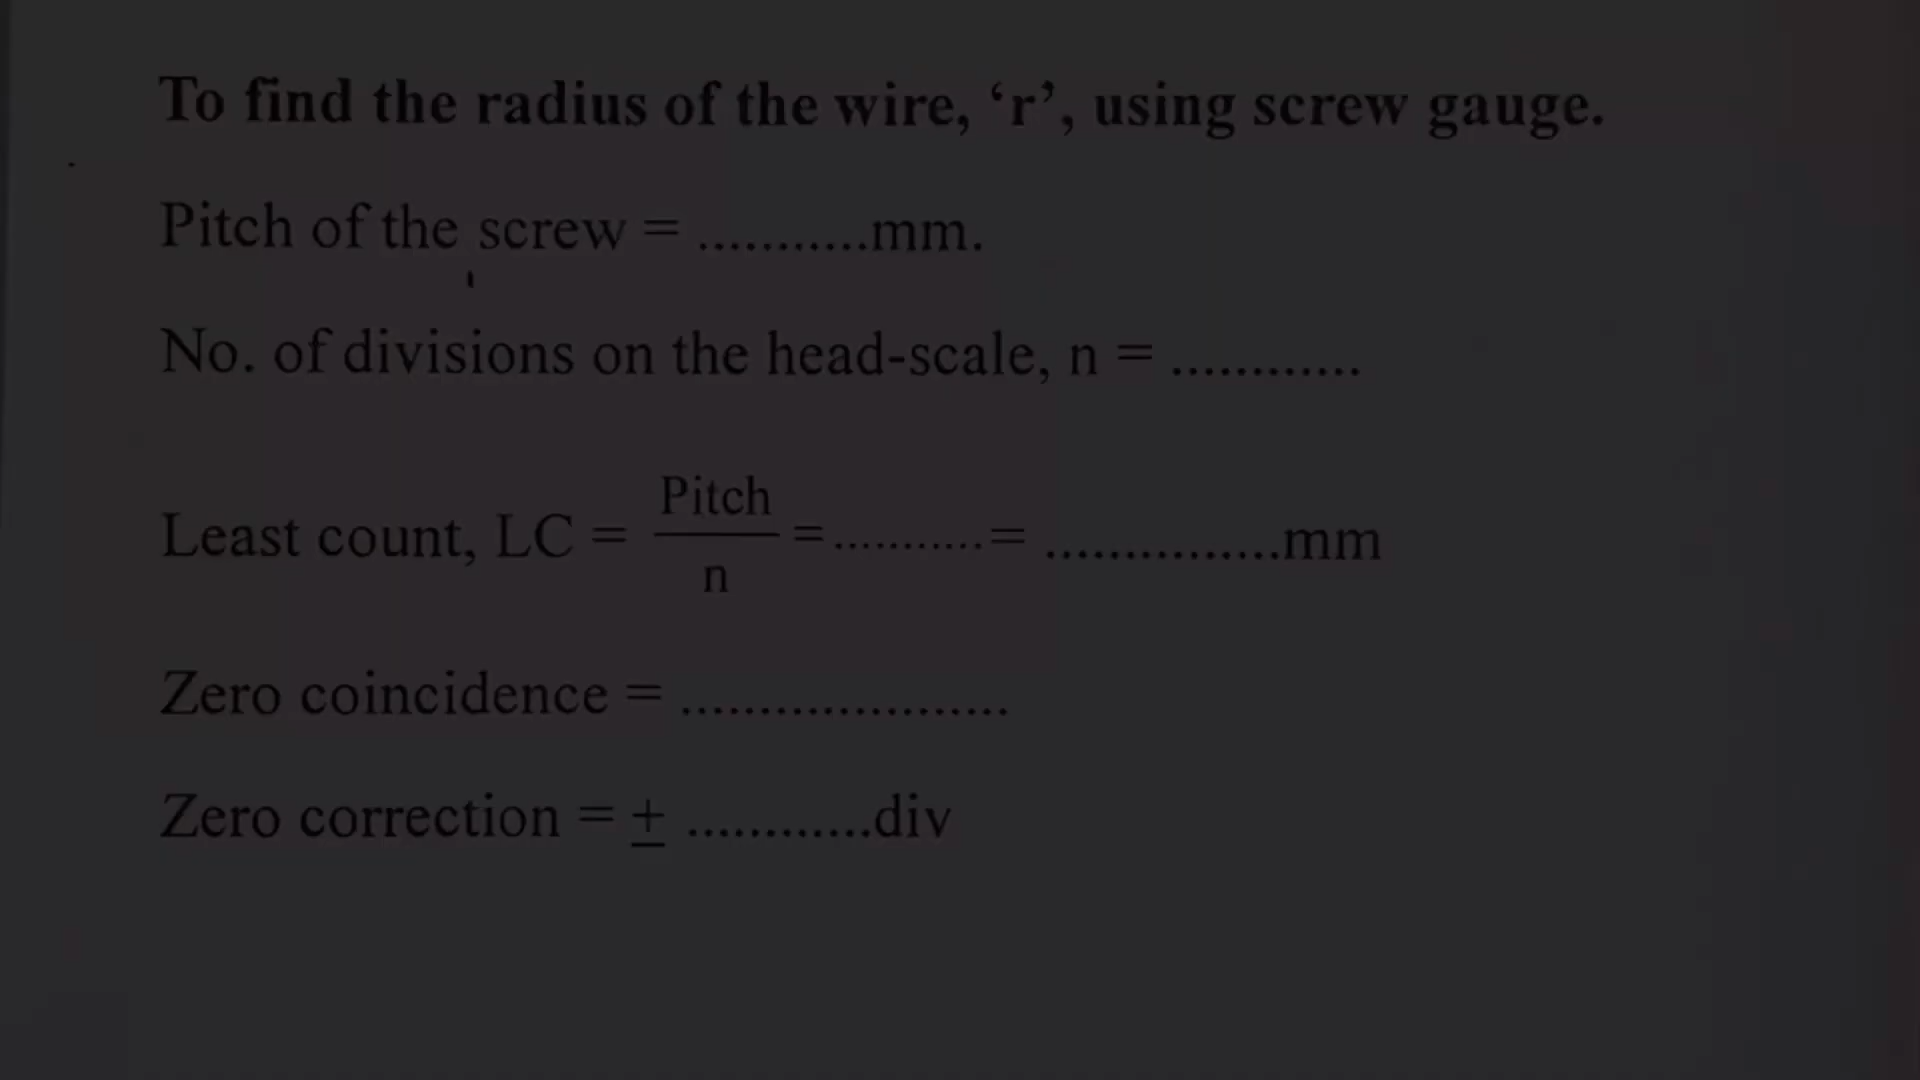 To find the radius of the wire, ‘r’, using screw gauge.
Pitch of the screw = ...........mm.
No. of divisions on the head-scale, n = ............
Least count, LC = Pitch/n = ........... = ...............mm
Zero coincidence = .....................
Zero correction = ± ............div